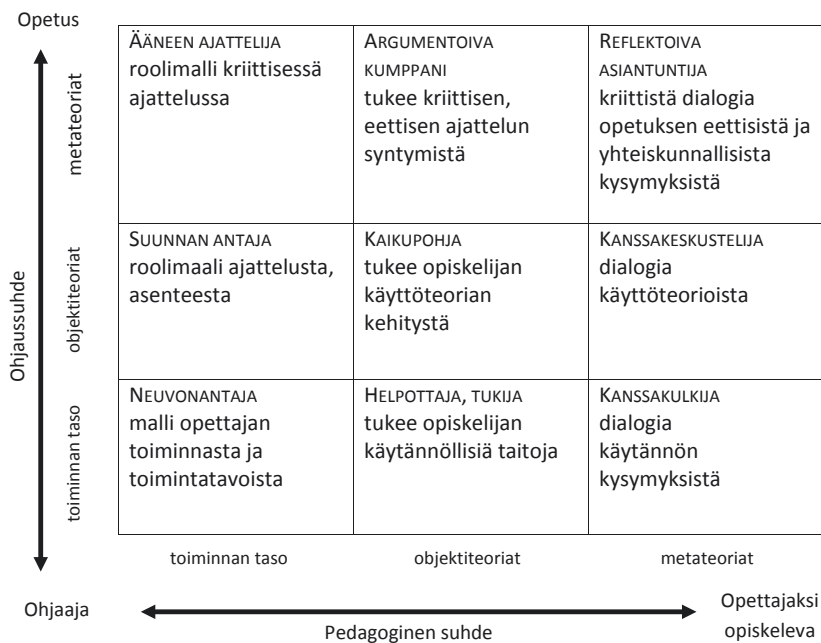 Opetus
ÄÄNEEN AJATTELIJA
roolimalli kriittisessä
ajattelussa
ARGUMENTOIVA
KUMPPANI
tukee kriittisen,
eettisen ajattelun
syntymistä
REFLEKTOIVA
ASIANTUNTIJA
kriittistä dialogia
opetuksen eettisistä ja
yhteiskunnallisista
kysymyksistä
metateoriat
SUUNNAN ANTAJA
roolimaali ajattelusta,
asenteesta
KAIKUPOHJA
tukee opiskelijan
käyttöteorian
kehitystä
KANSSAKESKUSTELIJA
dialogia
käyttöteorioista
objektiteoriat
Ohjaussuhde
NEUVONANTAJA
malli opettajan
toiminnasta ja
toimintatavoista
HELPOTTAJA, TUKIJA
tukee opiskelijan
käytännöllisiä taitoja
KANSSAKULKIJA
dialogia
käytännön
kysymyksistä
toiminnan taso
toiminnan taso
objektiteoriat
metateoriat
Ohjaaja
Pedagoginen suhde
Opettajaksi
opiskeleva